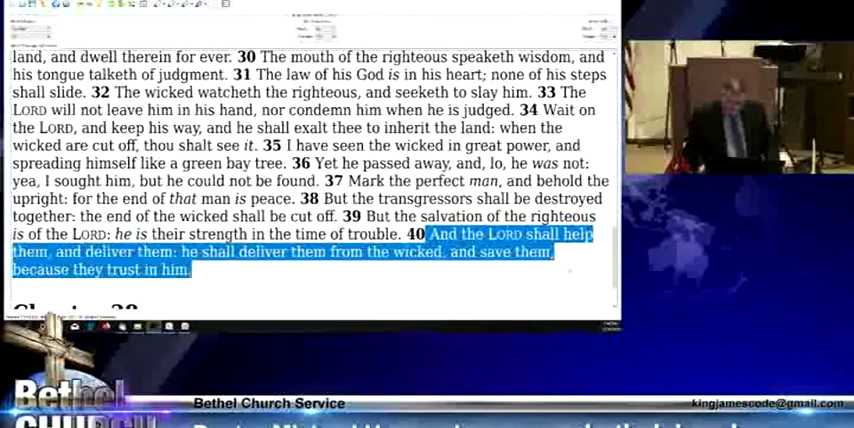 land, and dwell therein for ever. 30 The mouth of the righteous speaketh wisdom, and
his tongue talketh of judgment. 31 The law of his God is in his heart; none of his steps
shall slide. 32 The wicked watcheth the righteous, and seeketh to slay him. 33 The
LORD will not leave him in his hand, nor condemn him when he is judged. 34 Wait on
the LORD, and keep his way, and he shall exalt thee to inherit the land: when the
wicked are cut off, thou shalt see it. 35 I have seen the wicked in great power, and
spreading himself like a green bay tree. 36 Yet he passed away, and, lo, he was not:
yea, I sought him, but he could not be found. 37 Mark the perfect man, and behold the
upright: for the end of that man is peace. 38 But the transgressors shall be destroyed
together: the end of the wicked shall be cut off. 39 But the salvation of the righteous
is of the LORD: he is their strength in the time of trouble. 40 And the LORD shall help
them, and deliver them: he shall deliver them from the wicked, and save them,
because they trust in him.
Bethel
CHURCH
Bethel Church Service
kingjamescode@gmail.com